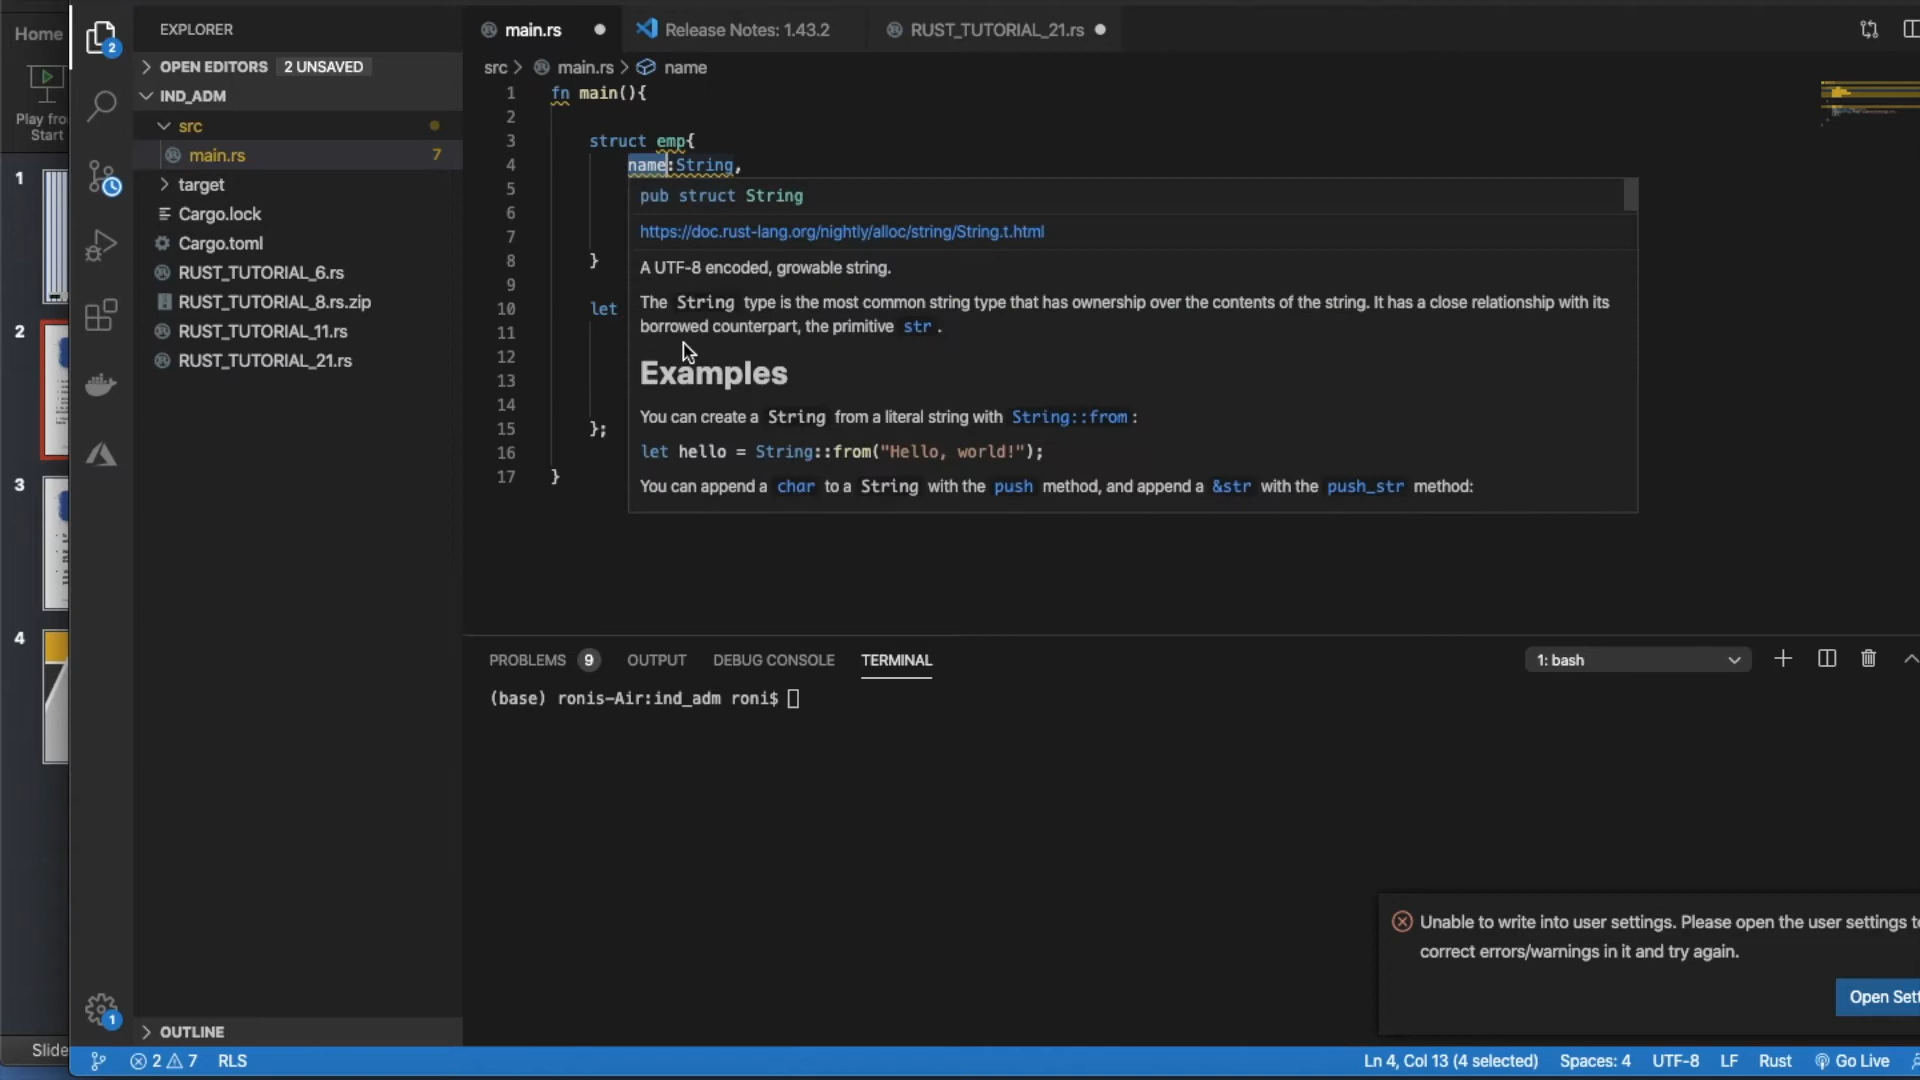 Home
Play fro
Start
1
2
3
4
Slide
2
EXPLORER
OPEN EDITORS 2 UNSAVED
IND_ADM
src
main.rs 7
target
Cargo.lock
Cargo.toml
RUST_TUTORIAL_6.rs
RUST_TUTORIAL_8.rs.zip
RUST_TUTORIAL_11.rs
RUST_TUTORIAL_21.rs
1
OUTLINE
main.rs Release Notes: 1.43.2 RUST_TUTORIAL_21.rs
src > main.rs > name
1 fn main(){
2
3 struct emp{
4 name:String,
5
6
7
8 }
9
10 let
11
12
13
14
15 };
16
17 }
pub struct String
https://doc.rust-lang.org/nightly/alloc/string/String.t.html
A UTF-8 encoded, growable string.
The String type is the most common string type that has ownership over the contents of the string. It has a close relationship with its
borrowed counterpart, the primitive str .
Examples
You can create a String from a literal string with String::from :
let hello = String::from("Hello, world!");
You can append a char to a String with the push method, and append a &str with the push_str method:
PROBLEMS 9 OUTPUT DEBUG CONSOLE TERMINAL 1: bash
(base) ronis-Air:ind_adm roni$
Unable to write into user settings. Please open the user settings to
correct errors/warnings in it and try again.
Open Sett
2 7 RLS Ln 4, Col 13 (4 selected) Spaces: 4 UTF-8 LF Rust Go Live